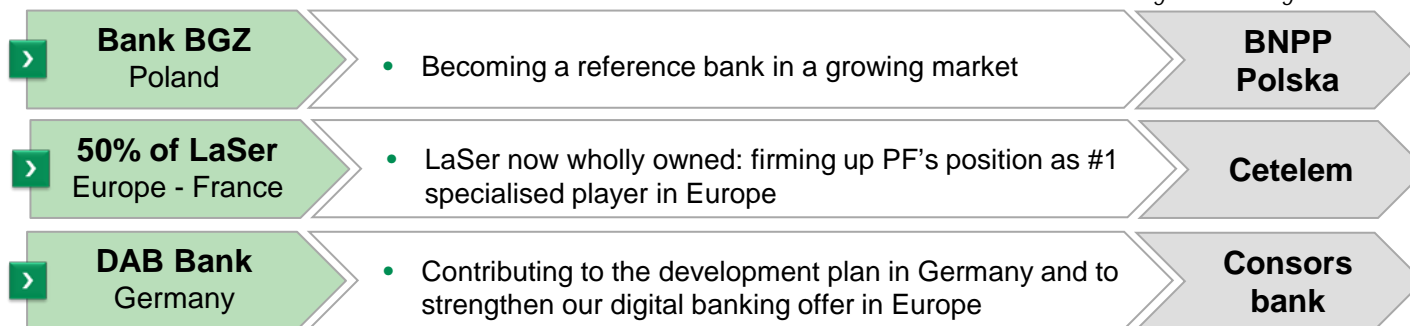 Bank BGZ
Poland
• Becoming a reference bank in a growing market
BNPP
Polska
50% of LaSer
Europe - France
• LaSer now wholly owned: firming up PF's position as #1
specialised player in Europe
Cetelem
DAB Bank
Germany
• Contributing to the development plan in Germany and to
strengthen our digital banking offer in Europe
Consors
bank